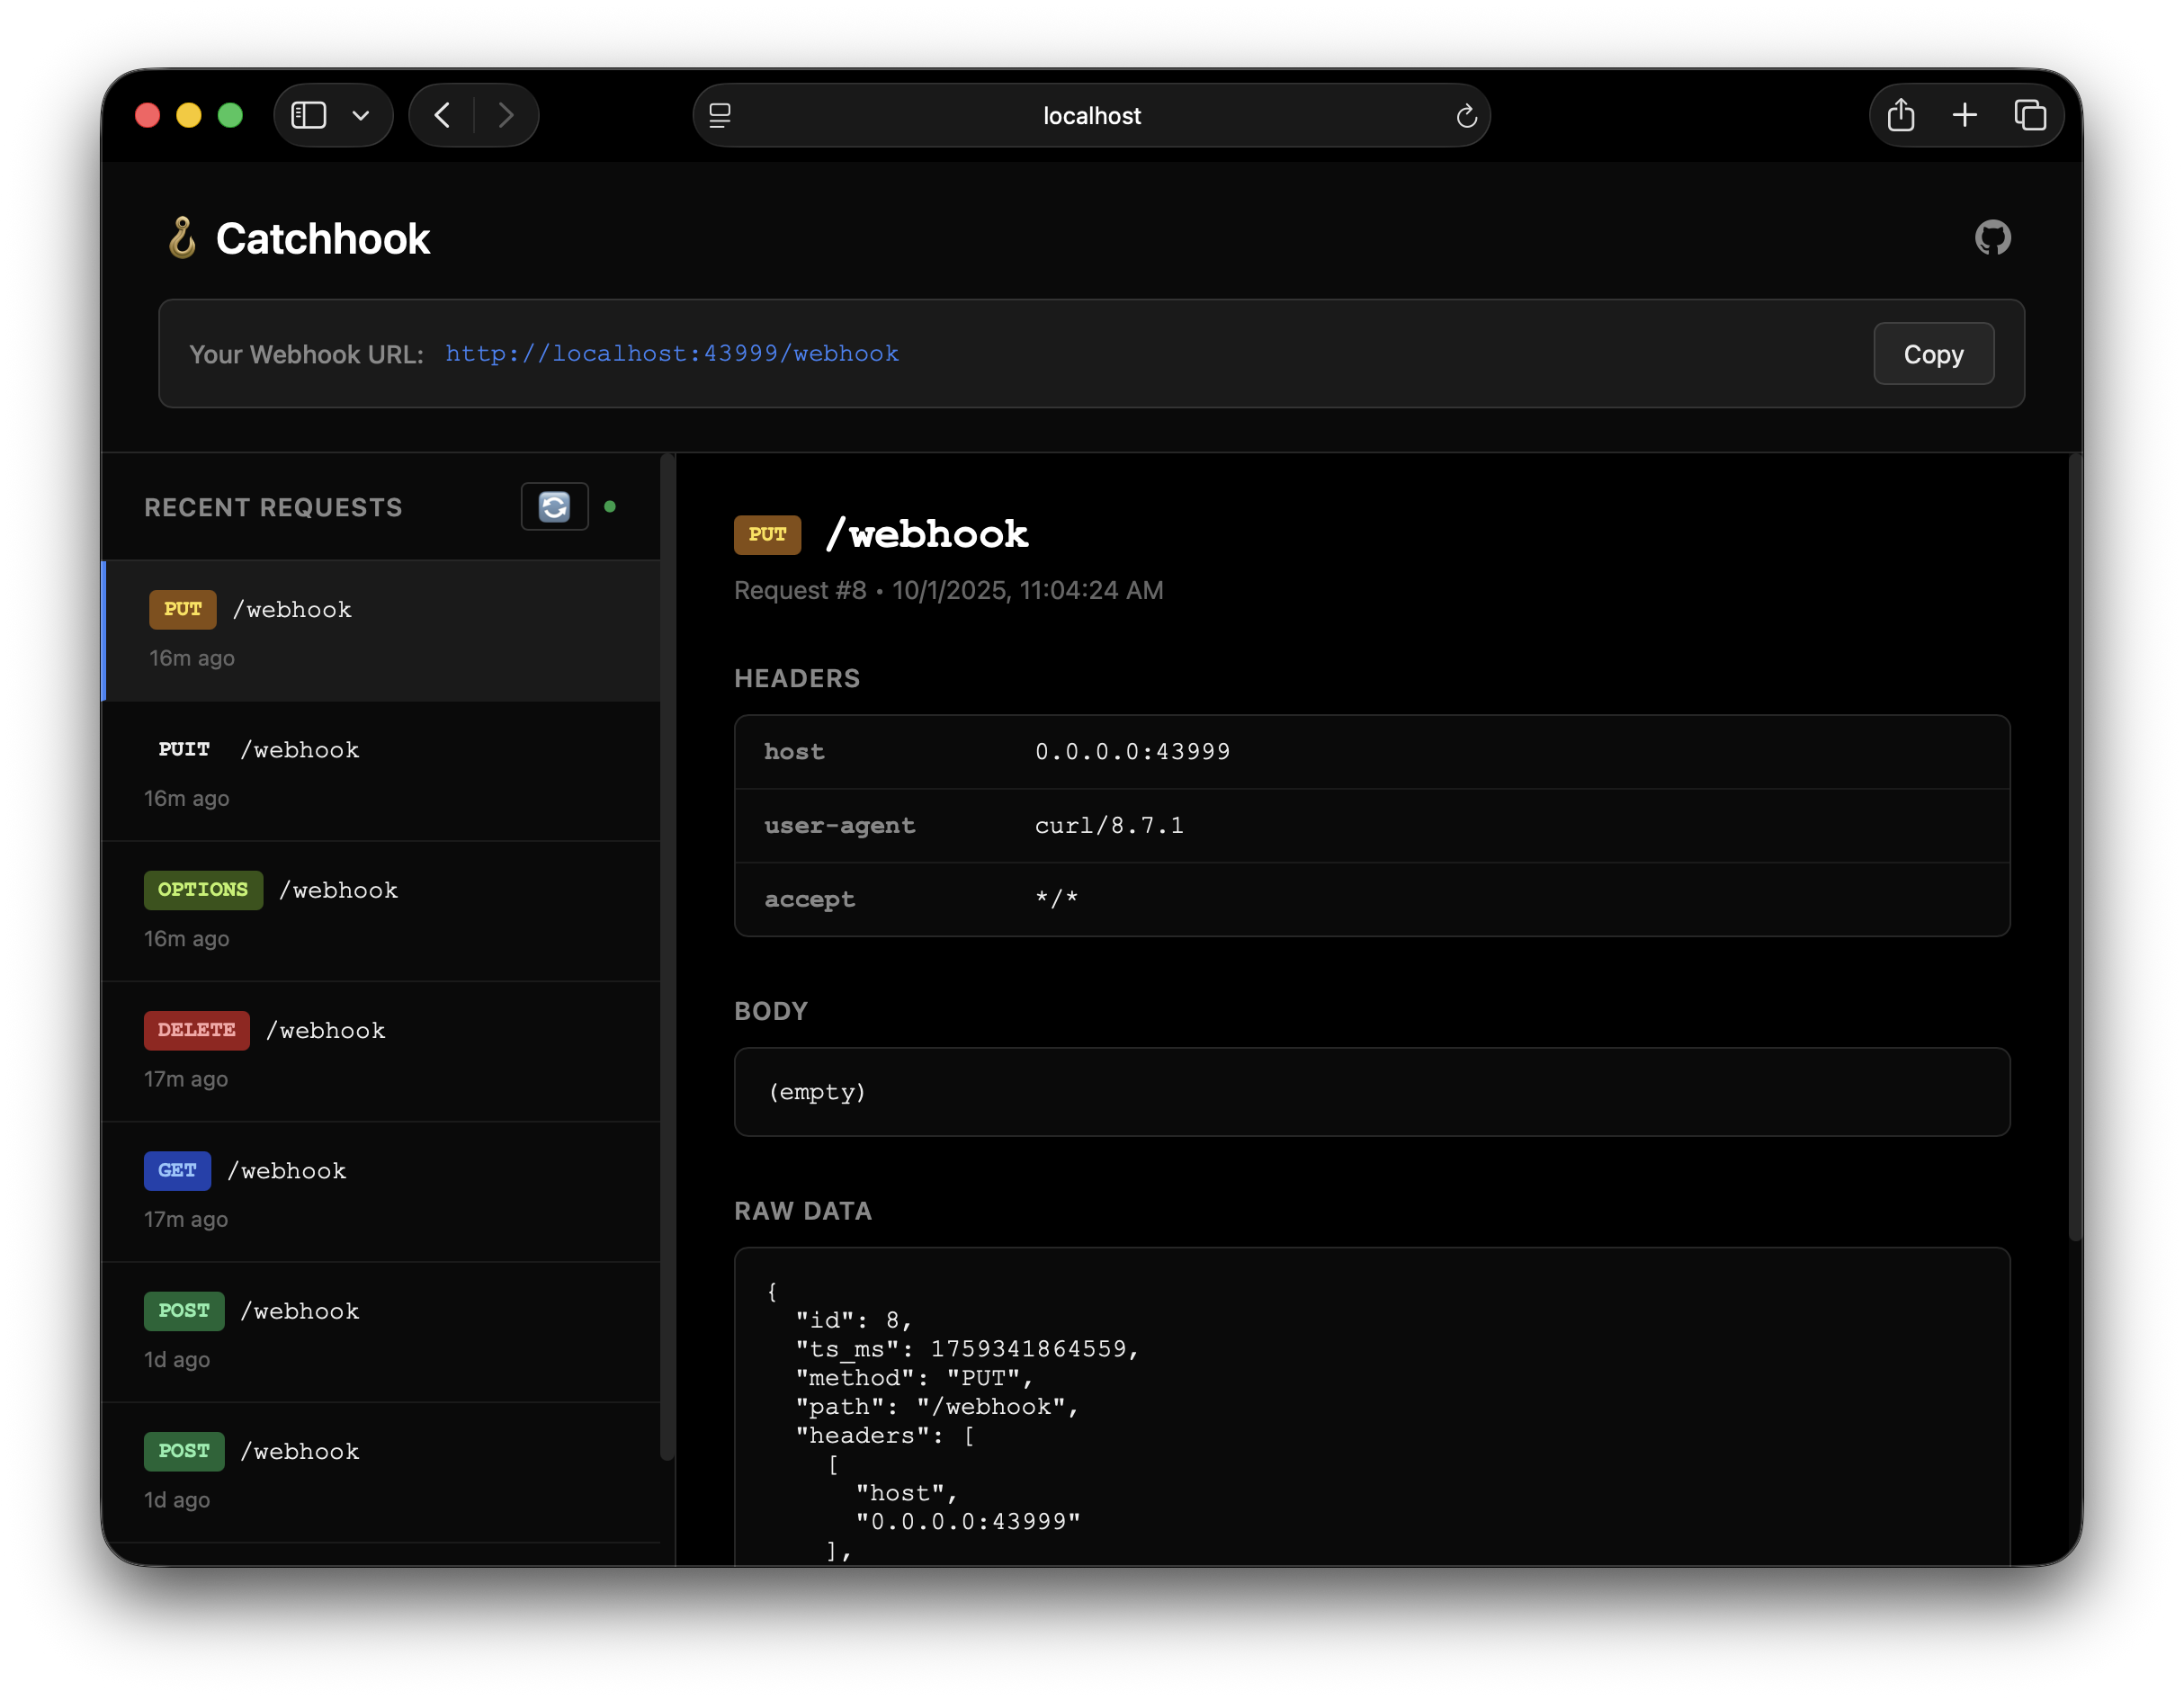 localhost
Catchhook
Your Webhook URL: http://localhost:43999/webhook Copy
RECENT REQUESTS
PUT /webhook
16m ago
PUIT /webhook
16m ago
OPTIONS /webhook
16m ago
DELETE /webhook
17m ago
GET /webhook
17m ago
POST /webhook
1d ago
POST /webhook
1d ago
PUT /webhook
Request #8 • 10/1/2025, 11:04:24 AM
HEADERS
host 0.0.0.0:43999
user-agent curl/8.7.1
accept */*
BODY
(empty)
RAW DATA
{
"id": 8,
"ts_ms": 1759341864559,
"method": "PUT",
"path": "/webhook",
"headers": [
[
"host",
"0.0.0.0:43999"
],